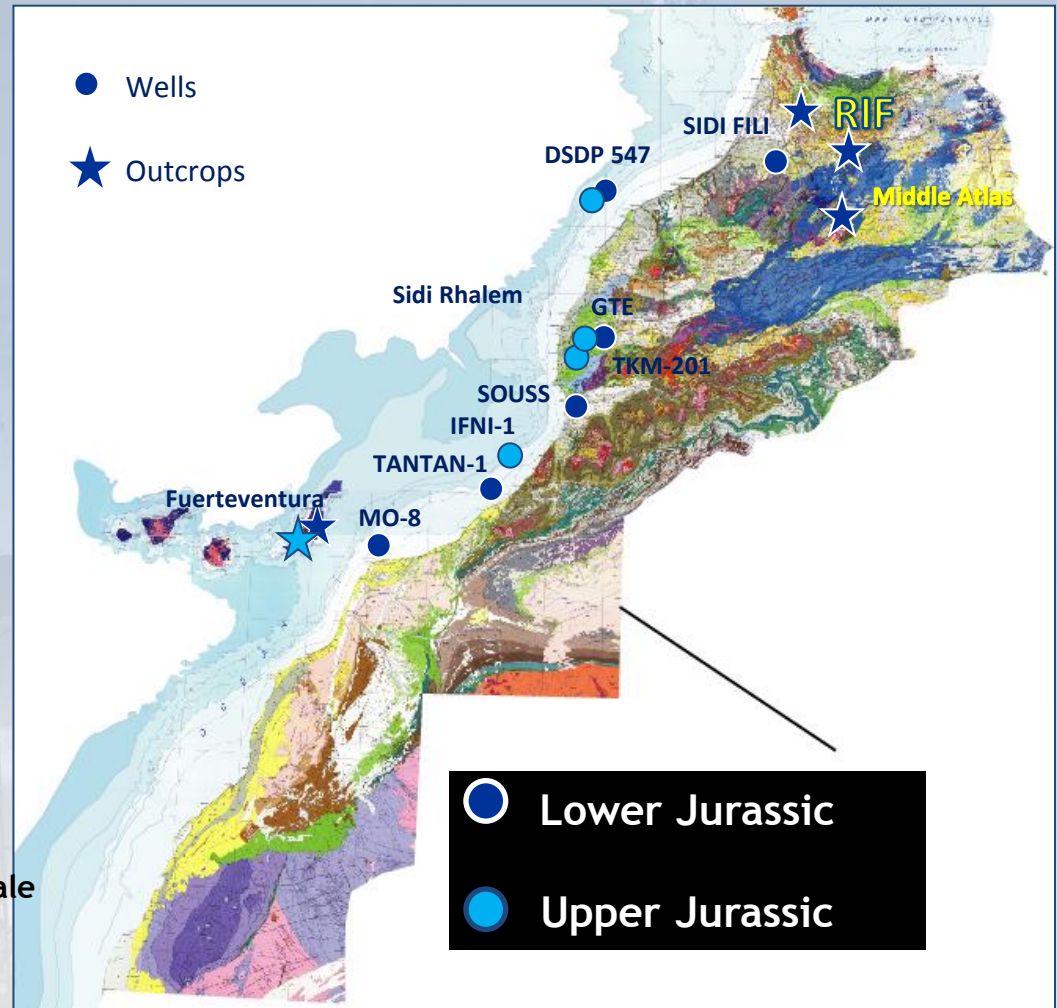 Wells
RIF
SIDI FILI
DSDP 547
Outcrops
Middle Atlas
Sidi Rhalem
GTE
TKM-201
SOUSS
IFNI-1
TANTAN-1
Fuerteventura
MO-8
Lower Jurassic
ale
Upper Jurassic